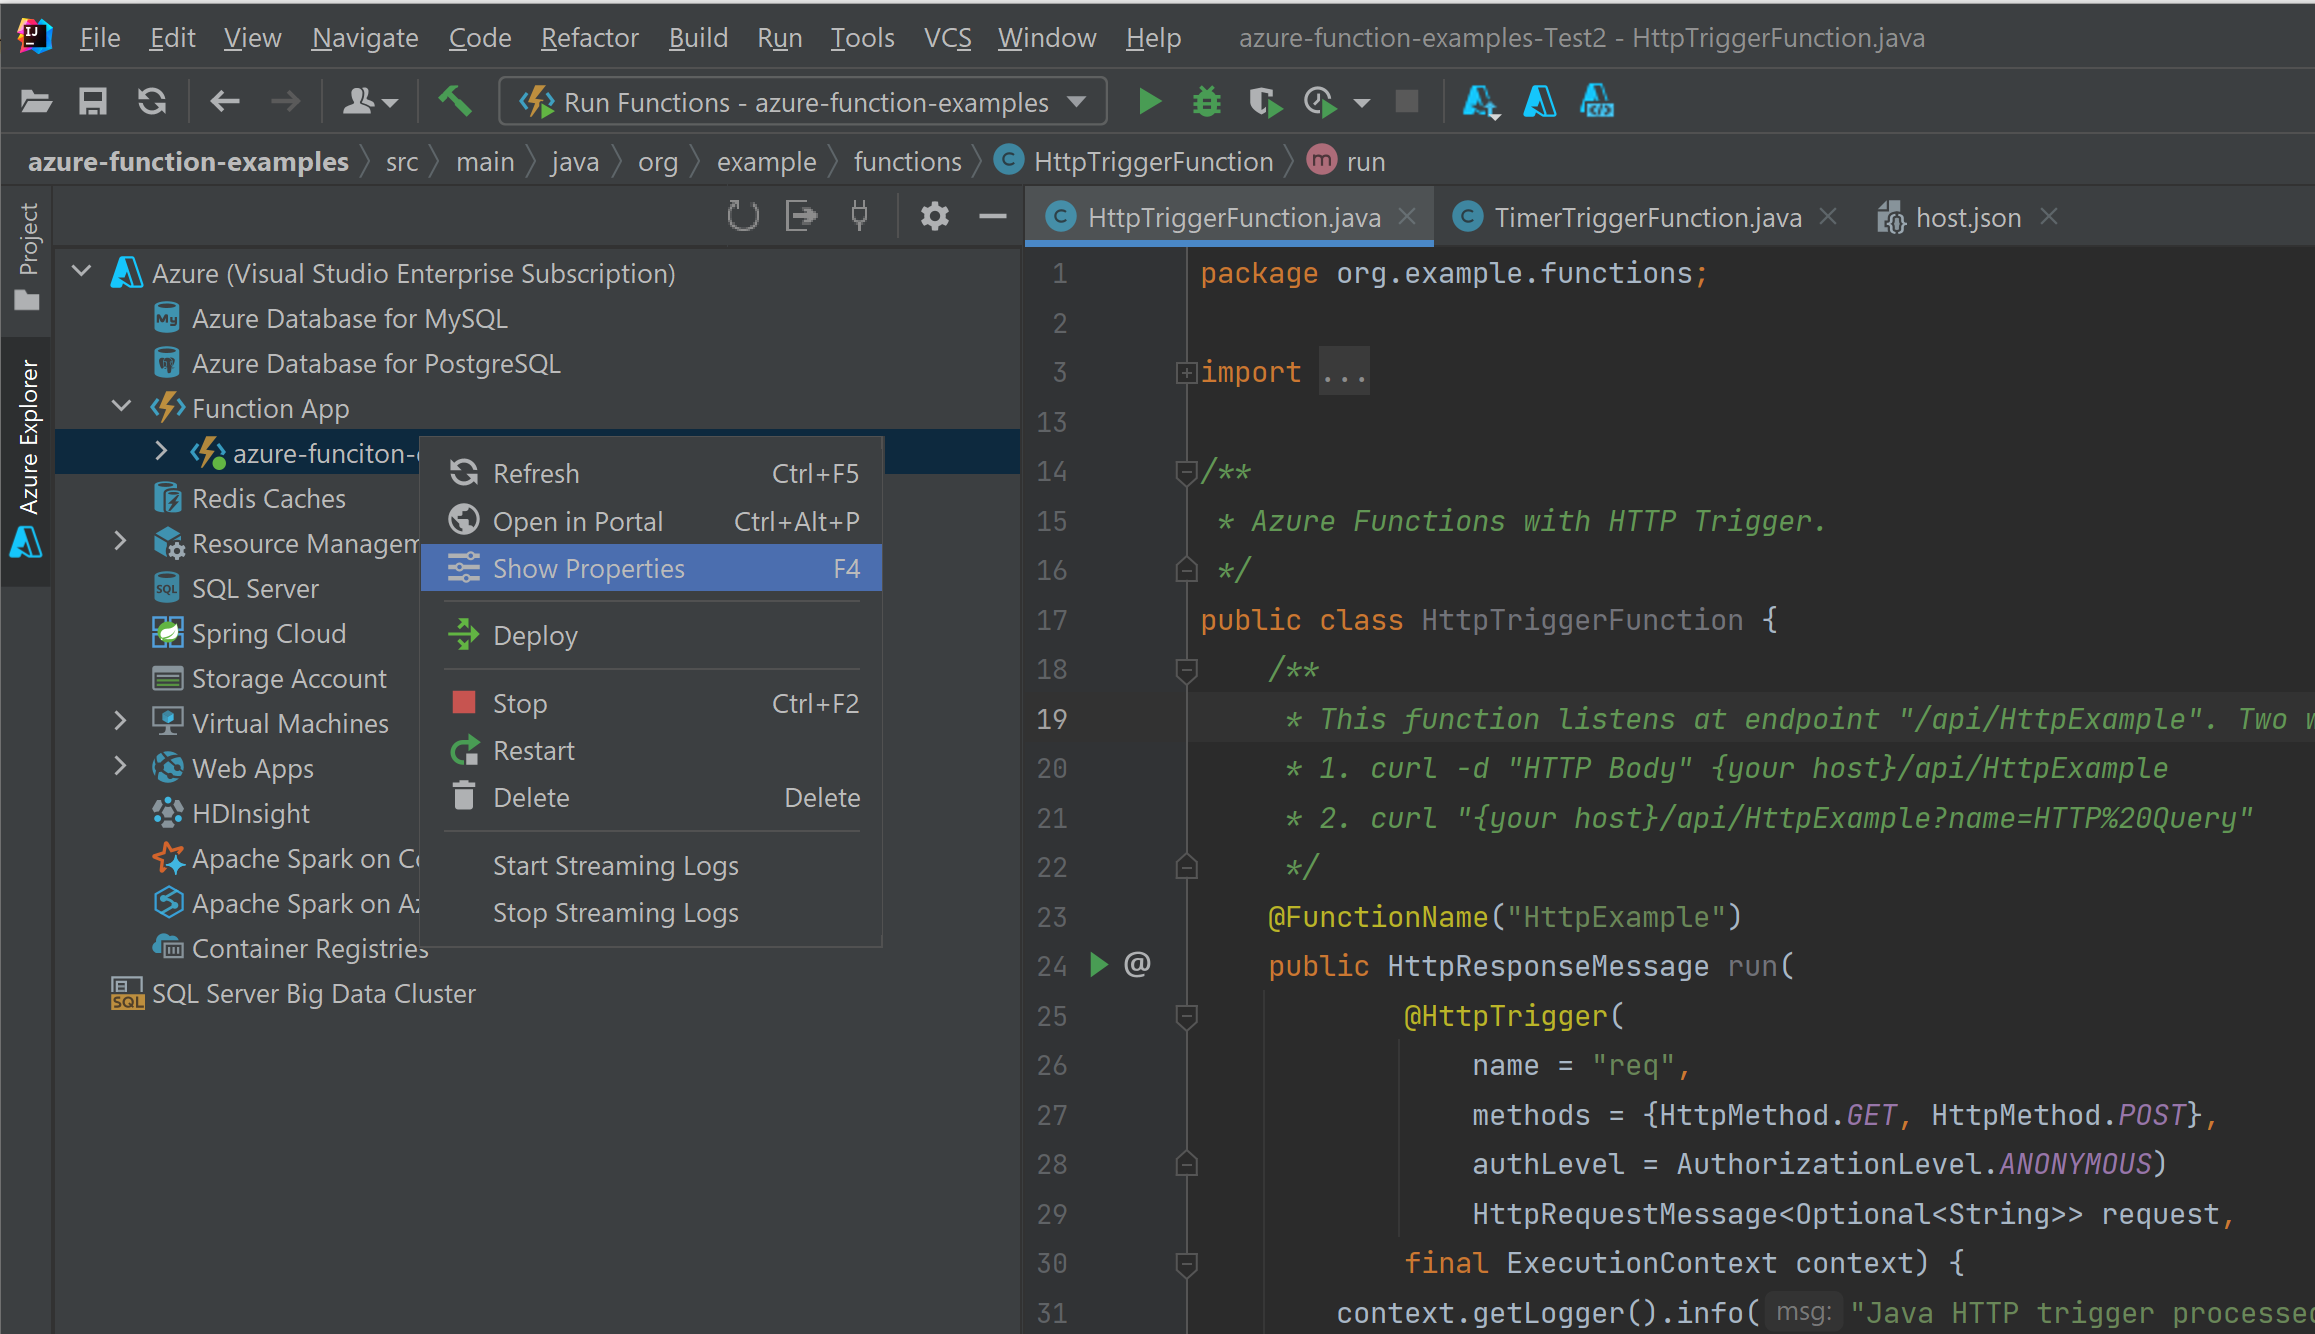 File Edit View Navigate Code Refactor Build Run Tools VCS Window Help azure-function-examples-Test2 - HttpTriggerFunction.java
Run Functions - azure-function-examples
azure-function-examples src main java org example functions HttpTriggerFunction run
Project
Azure Explorer
Azure (Visual Studio Enterprise Subscription)
Azure Database for MySQL
Azure Database for PostgreSQL
Function App
azure-funciton-
Redis Caches
Resource Managem
SQL Server
Spring Cloud
Storage Account
Virtual Machines
Web Apps
HDInsight
Apache Spark on
Apache Spark on
Container Registries
SQL Server Big Data Cluster
Refresh Ctrl+F5
Open in Portal Ctrl+Alt+P
Show Properties F4
Deploy
Stop Ctrl+F2
Restart
Delete Delete
Start Streaming Logs
Stop Streaming Logs
HttpTriggerFunction.java TimerTriggerFunction.java host.json
1 package org.example.functions;
2
3 import ...
13
14 /**
15 * Azure Functions with HTTP Trigger.
16 */
17 public class HttpTriggerFunction {
18 /**
19 * This function listens at endpoint "/api/HttpExample". Two
20 * 1. curl -d "HTTP Body" {your host}/api/HttpExample
21 * 2. curl "{your host}/api/HttpExample?name=HTTP%20Query"
22 */
23 @FunctionName("HttpExample")
24 @ public HttpResponseMessage run(
25 @HttpTrigger(
26 name = "req",
27 methods = {HttpMethod.GET, HttpMethod.POST},
28 authLevel = AuthorizationLevel.ANONYMOUS)
29 HttpRequestMessage<Optional<String>> request,
30 final ExecutionContext context) {
31 context.getLogger().info( msg: "Java HTTP trigger processed